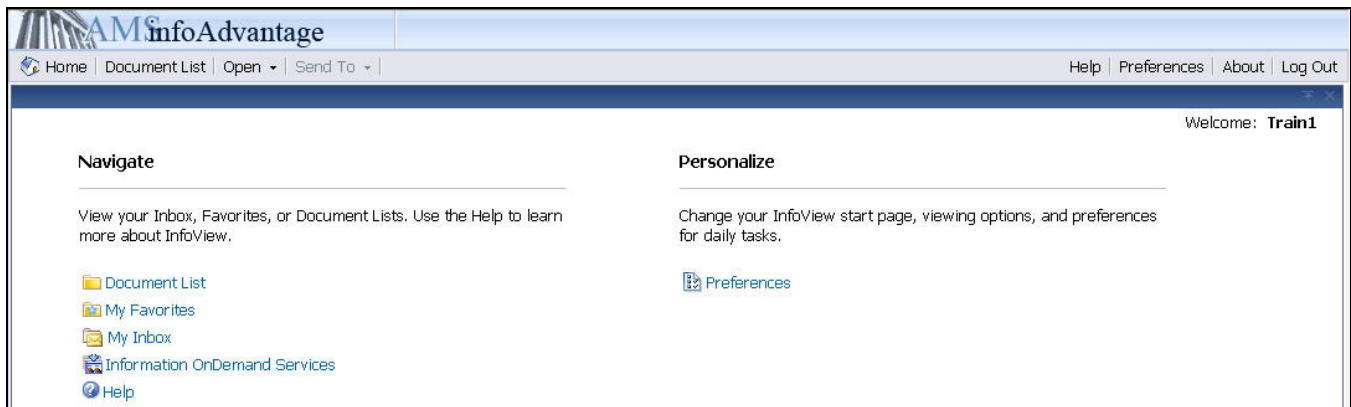 AMSinfoAdvantage
Home | Document List | Open | Send To |
Help | Preferences | About | Log Out
Welcome: Train1
Navigate
View your Inbox, Favorites, or Document Lists. Use the Help to learn
more about InfoView.
Document List
My Favorites
My Inbox
Information OnDemand Services
Help
Personalize
Change your InfoView start page, viewing options, and preferences
for daily tasks.
Preferences